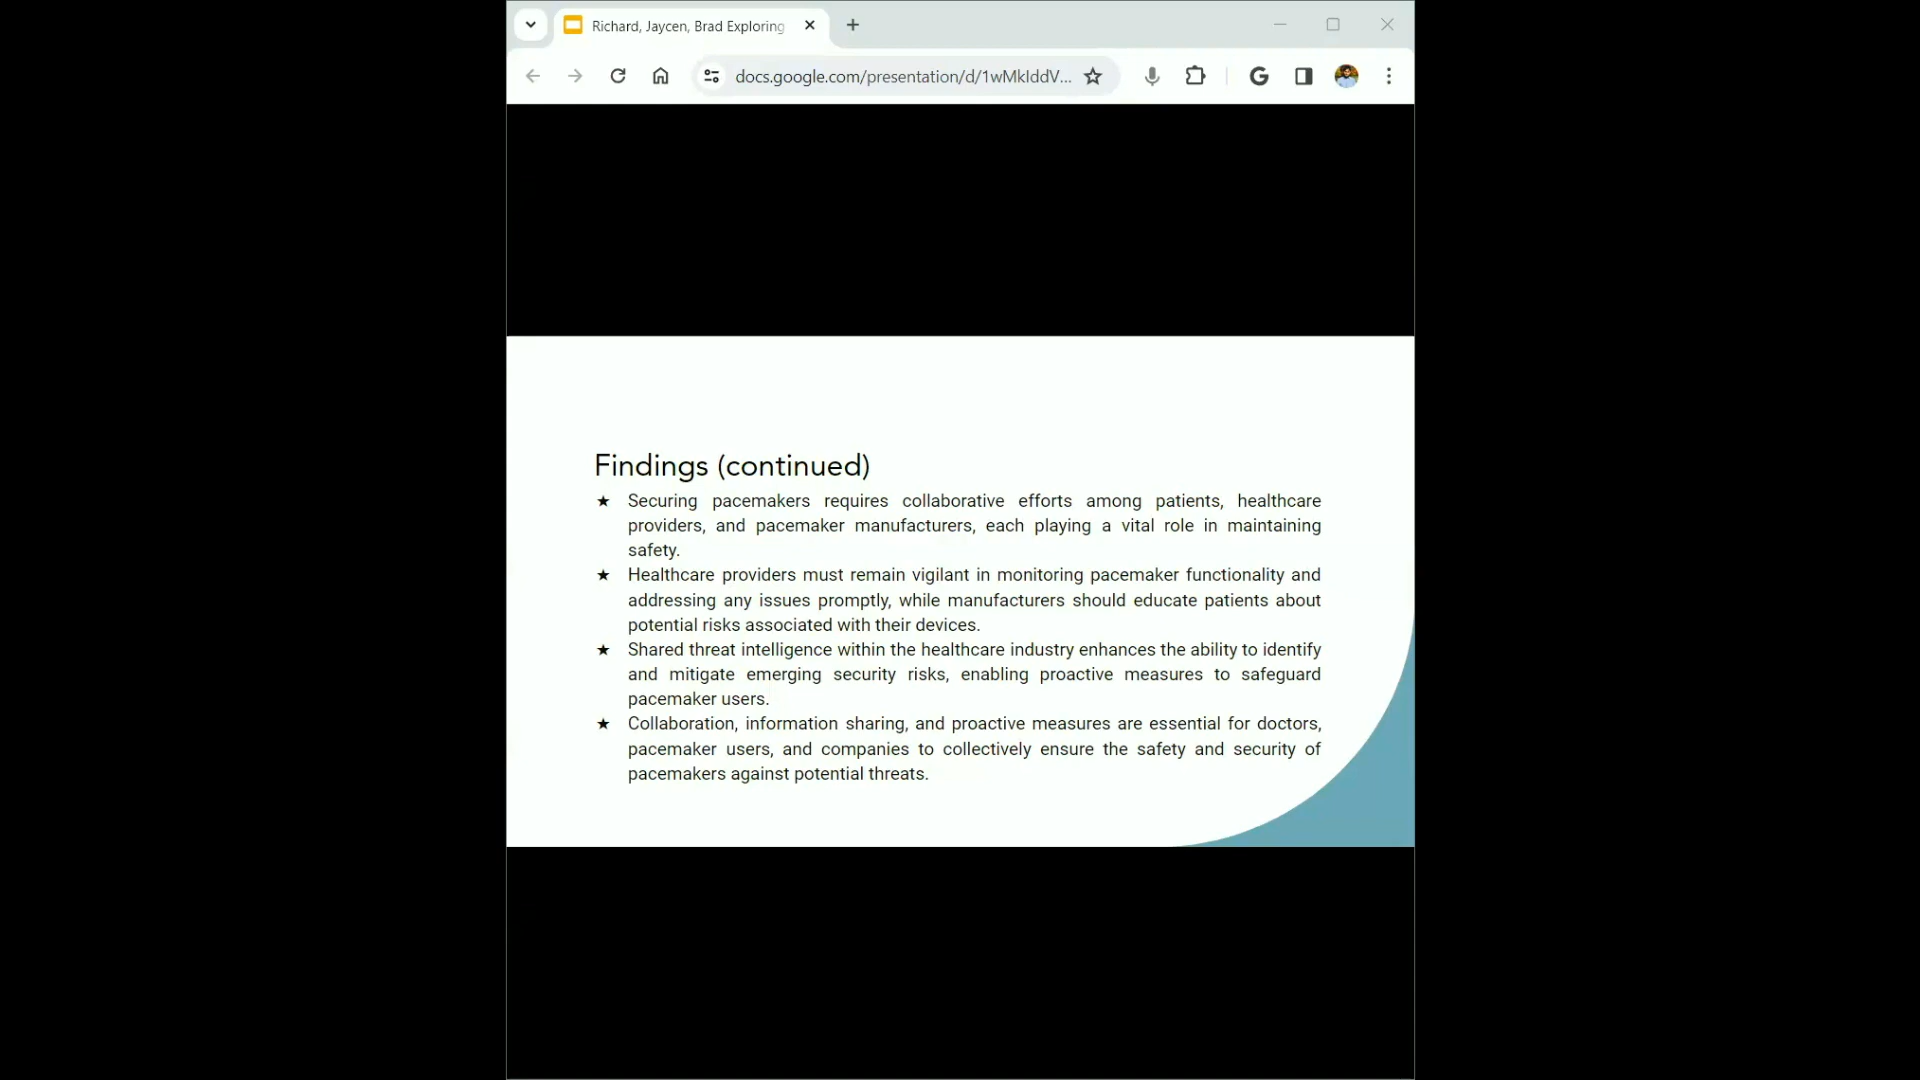 Richard, Jaycen, Brad Exploring
docs.google.com/presentation/d/1wMklddV...
Findings (continued)
★ Securing pacemakers requires collaborative efforts among patients, healthcare
providers, and pacemaker manufacturers, each playing a vital role in maintaining
safety.
★ Healthcare providers must remain vigilant in monitoring pacemaker functionality and
addressing any issues promptly, while manufacturers should educate patients about
potential risks associated with their devices.
★ Shared threat intelligence within the healthcare industry enhances the ability to identify
and mitigate emerging security risks, enabling proactive measures to safeguard
pacemaker users.
★ Collaboration, information sharing, and proactive measures are essential for doctors,
pacemaker users, and companies to collectively ensure the safety and security of
pacemakers against potential threats.